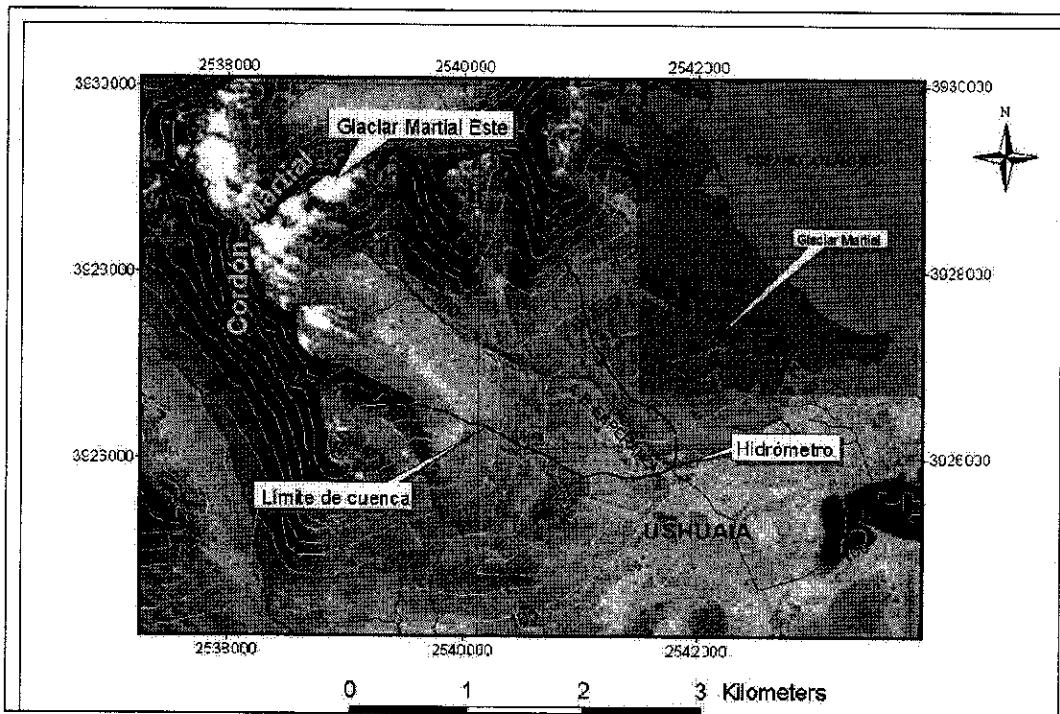 2538000 2540000 2542000
3930000 3930000
N
Glaciar Martial Este
Cordón Martial
Glaciar Martial
3928000 3928000
Hidrómetro
3926000 3926000
Límite de cuenca
USHUAIA
2538000 2540000 2542000
0 1 2 3 Kilometers